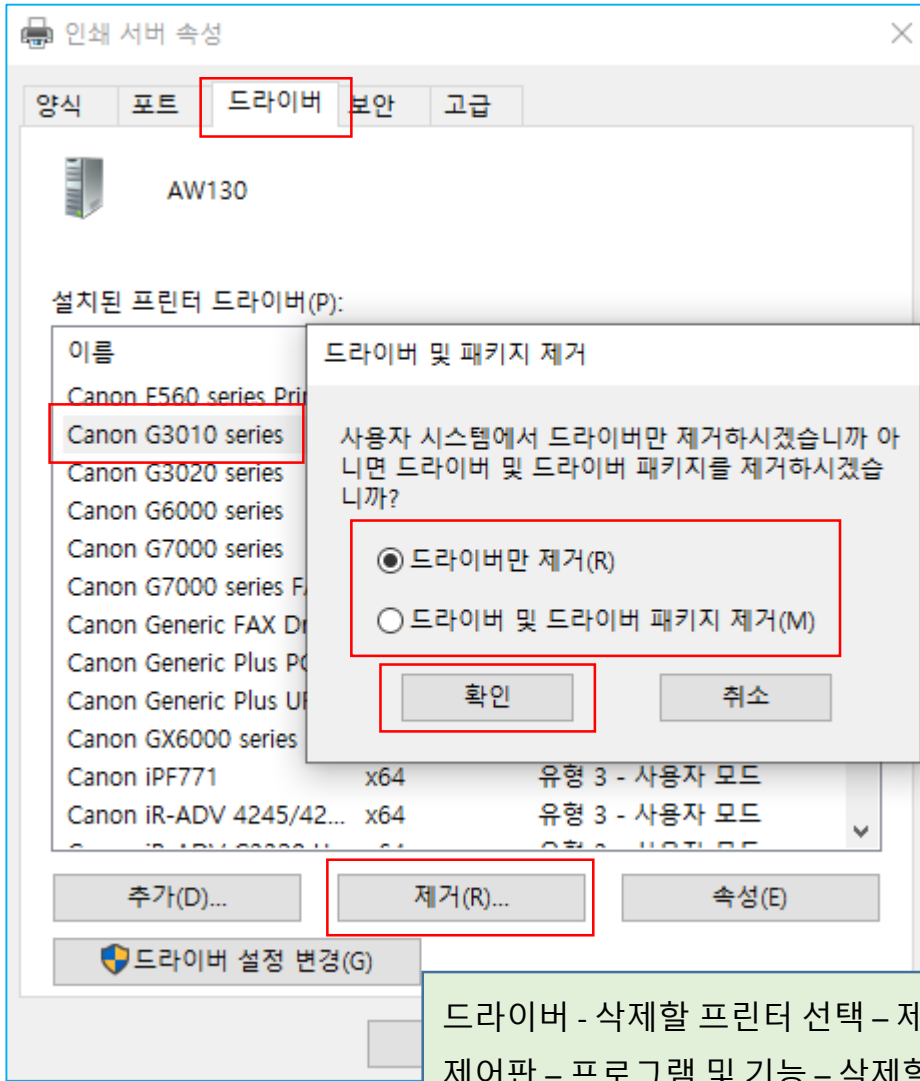 인쇄 서버 속성
양식 포트 드라이버 보안 고급
AW130
설치된 프린터 드라이버(P):
이름
Canon E560 series
Canon G3010 series
Canon G3020 series
Canon G6000 series
Canon G7000 series
Canon G7000 series
Canon Generic FAX
Canon Generic Plus
Canon Generic Plus
Canon GX6000 series
Canon iPF771 x64 유형 3 - 사용자 모드
Canon iR-ADV 4245/42... x64 유형 3 - 사용자 모드
드라이버 및 패키지 제거
사용자 시스템에서 드라이버만 제거하시겠습니까 아
니면 드라이버 및 드라이버 패키지를 제거하시겠습
니까?
드라이버만 제거(R)
드라이버 및 드라이버 패키지 제거(M)
확인 취소
추가(D)... 제거(R)... 속성(E)
드라이버 설정 변경(G)
드라이버 - 삭제할 프린터 선택 –
제어판 – 프로그램 및 기능 –